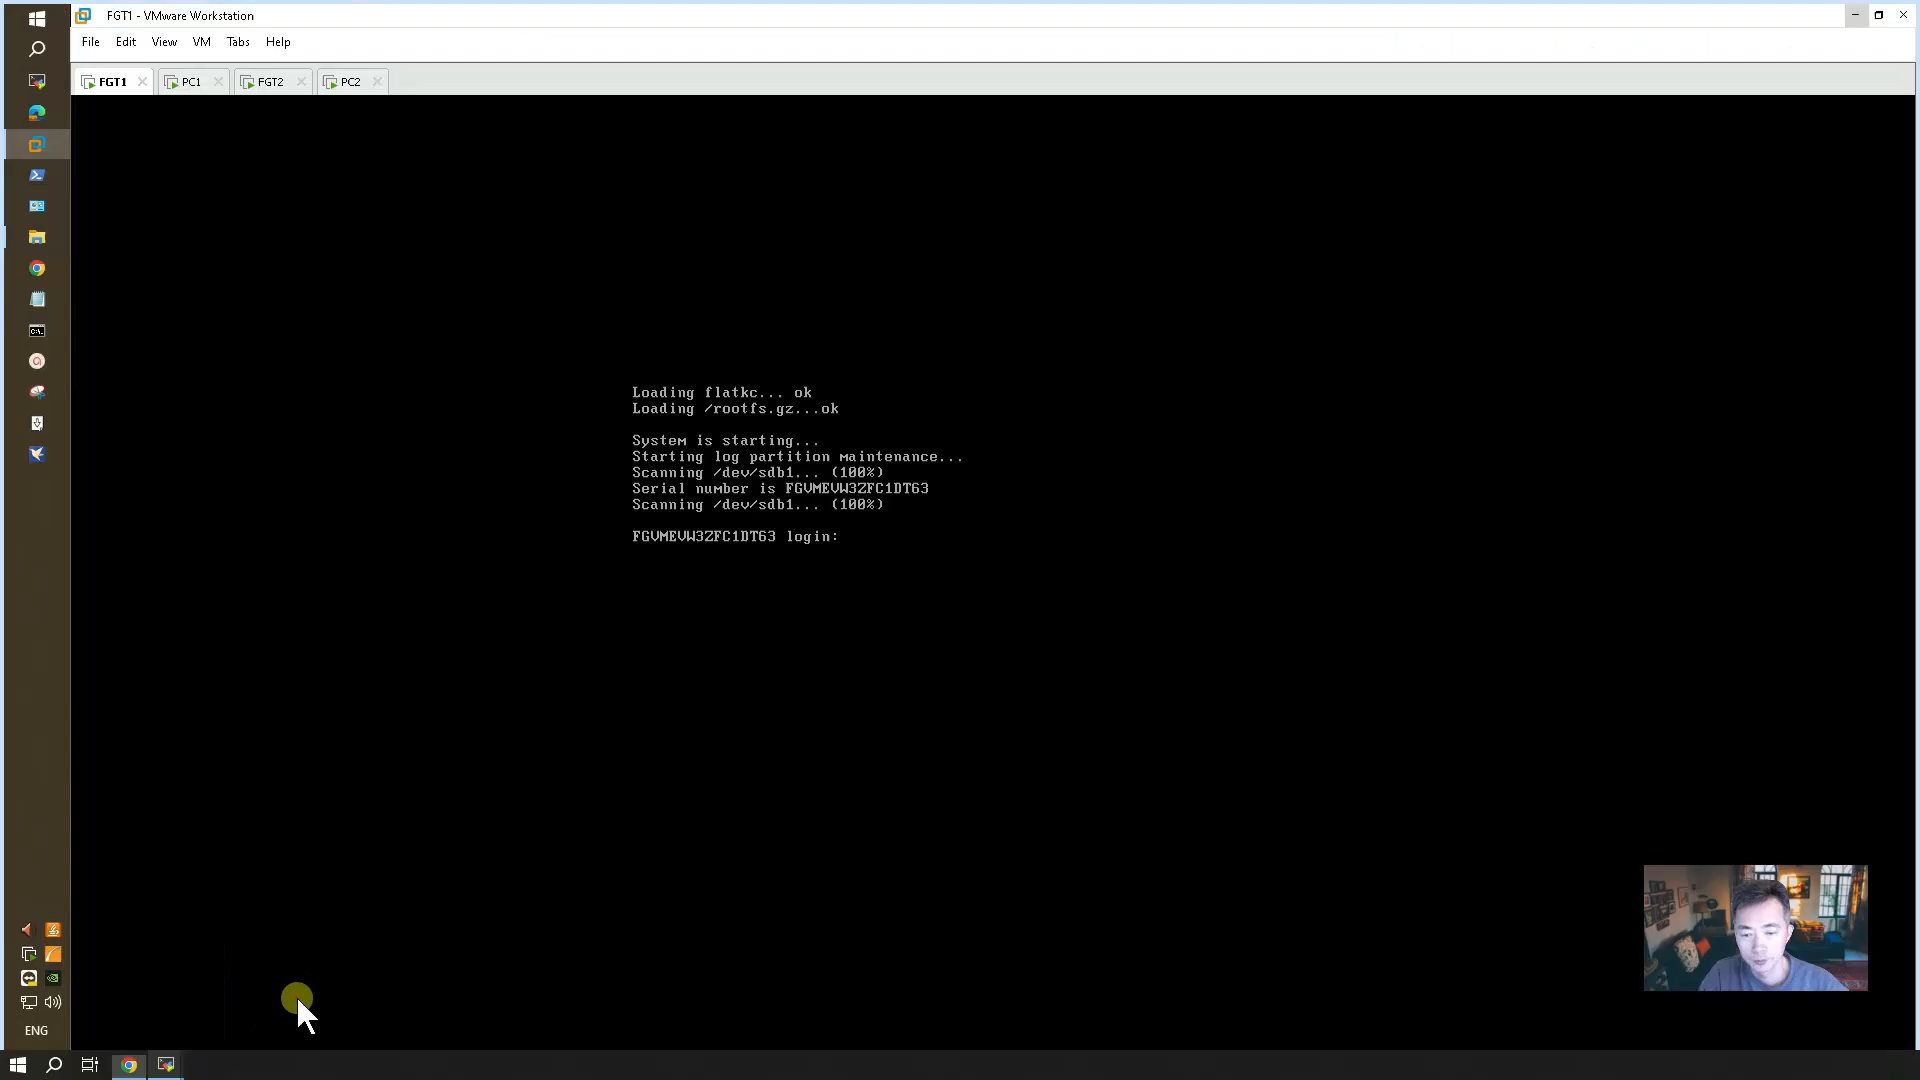 FGT1 - VMware Workstation
File Edit View VM Tabs Help
FGT1 PC1 FGT2 PC2
Loading flatkc... ok
Loading /rootfs.gz...ok
System is starting...
Starting log partition maintenance...
Scanning /dev/sdb1... (100%)
Serial number is FGVMEVW3ZFC1DT63
Scanning /dev/sdb1... (100%)
FGVMEVW3ZFC1DT63 login:
ENG